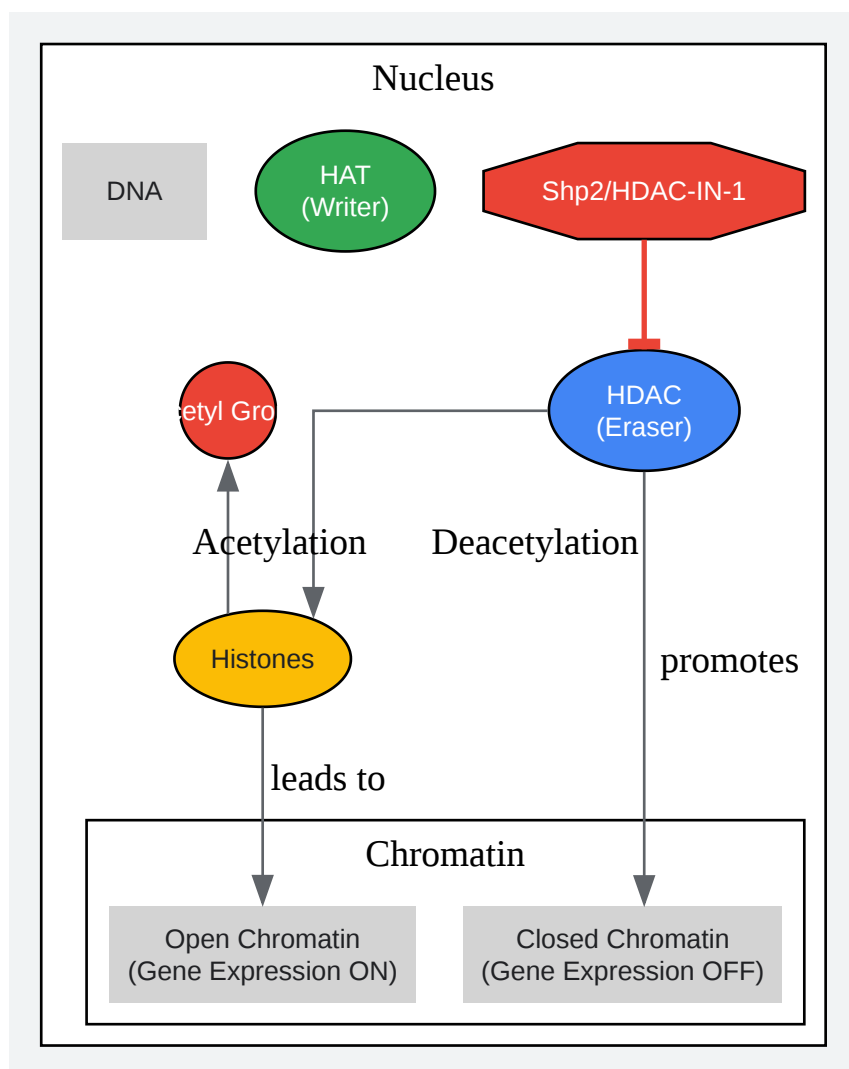 Nucleus
DNA
HAT
(Writer)
Shp2/HDAC-IN-1
etyl Gro
HDAC
(Eraser)
Acetylation
Deacetylation
Histones
promotes
leads to
Chromatin
Open Chromatin
(Gene Expression ON)
Closed Chromatin
(Gene Expression OFF)